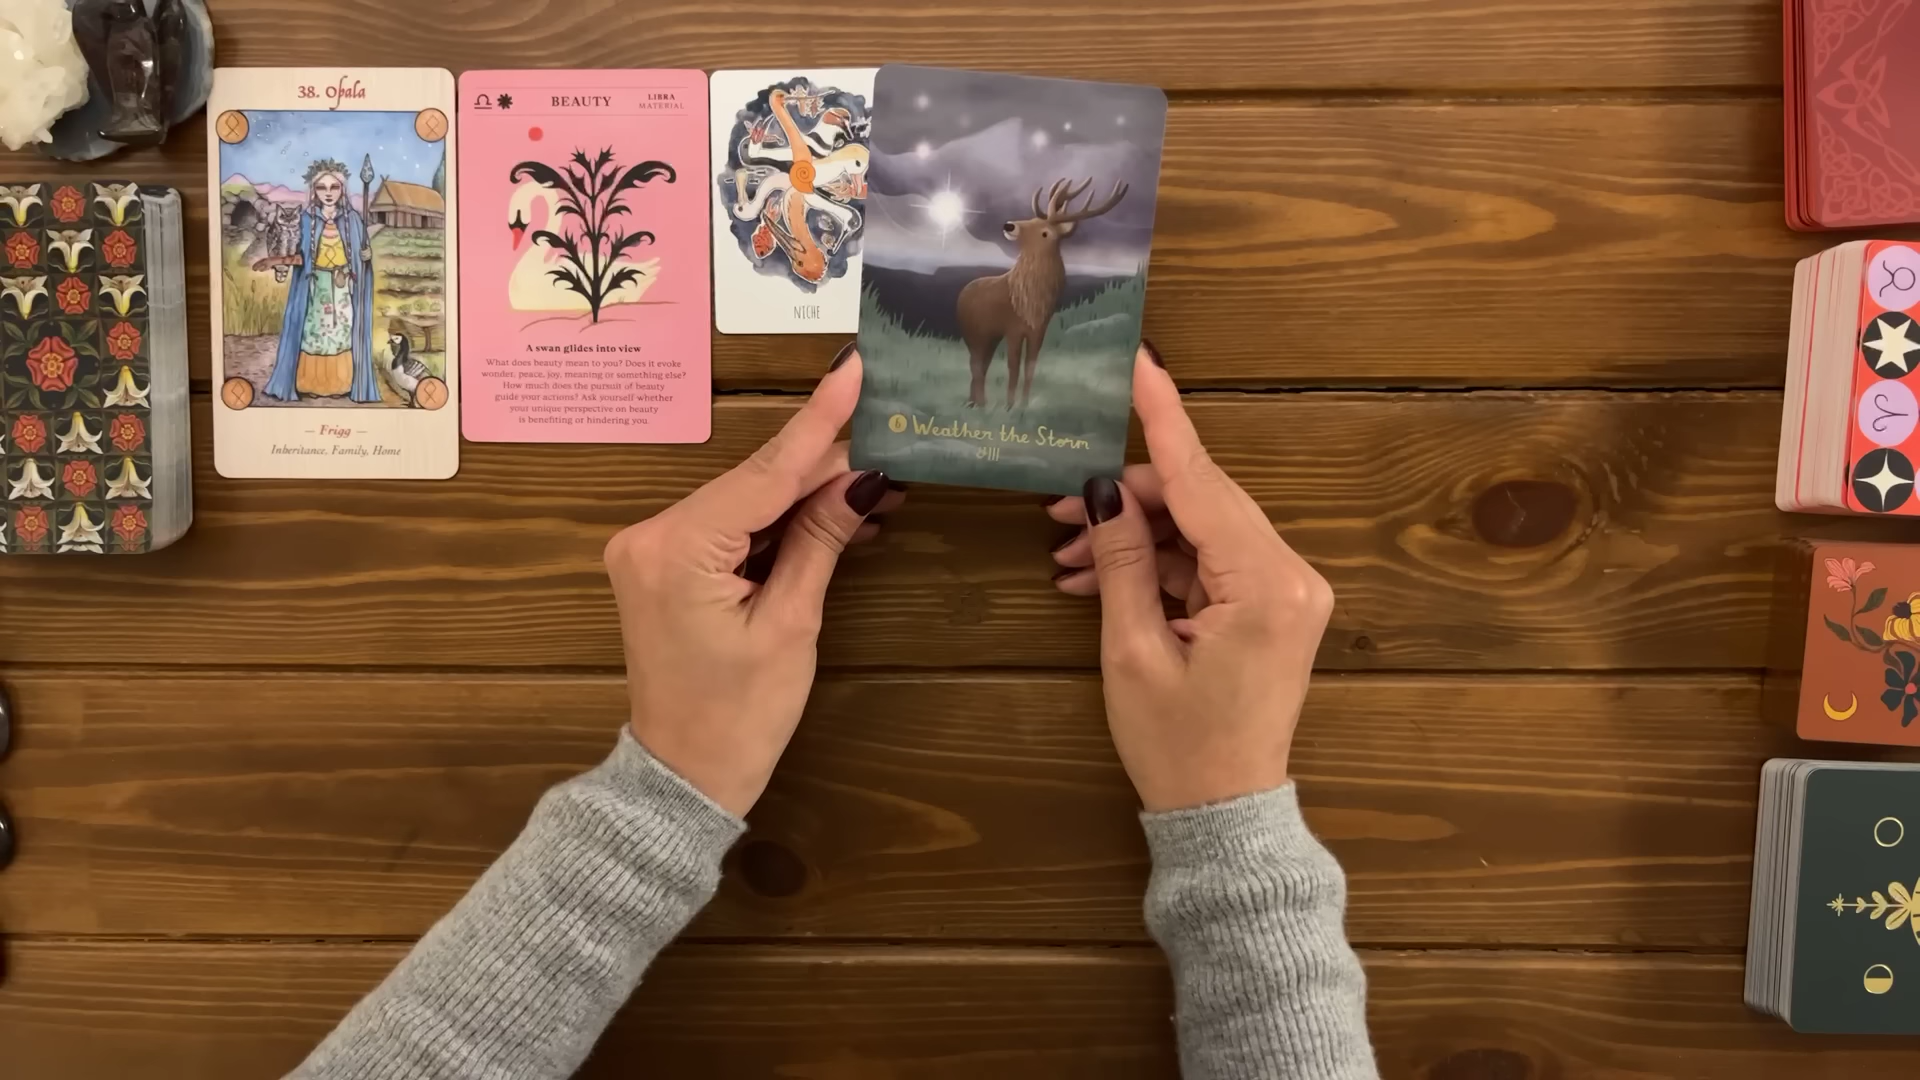 38. Opala
— Frigg —
Inheritance, Family, Home
BEAUTY
LIBRA
MATERIAL
A swan glides into view
What does beauty mean to you? Does it evoke
wonder, peace, joy, meaning or something else?
How much does the pursuit of beauty
guide your actions? Ask yourself whether
your unique perspective on beauty
is benefiting or hindering you.
NICHE
6 Weather the Storm